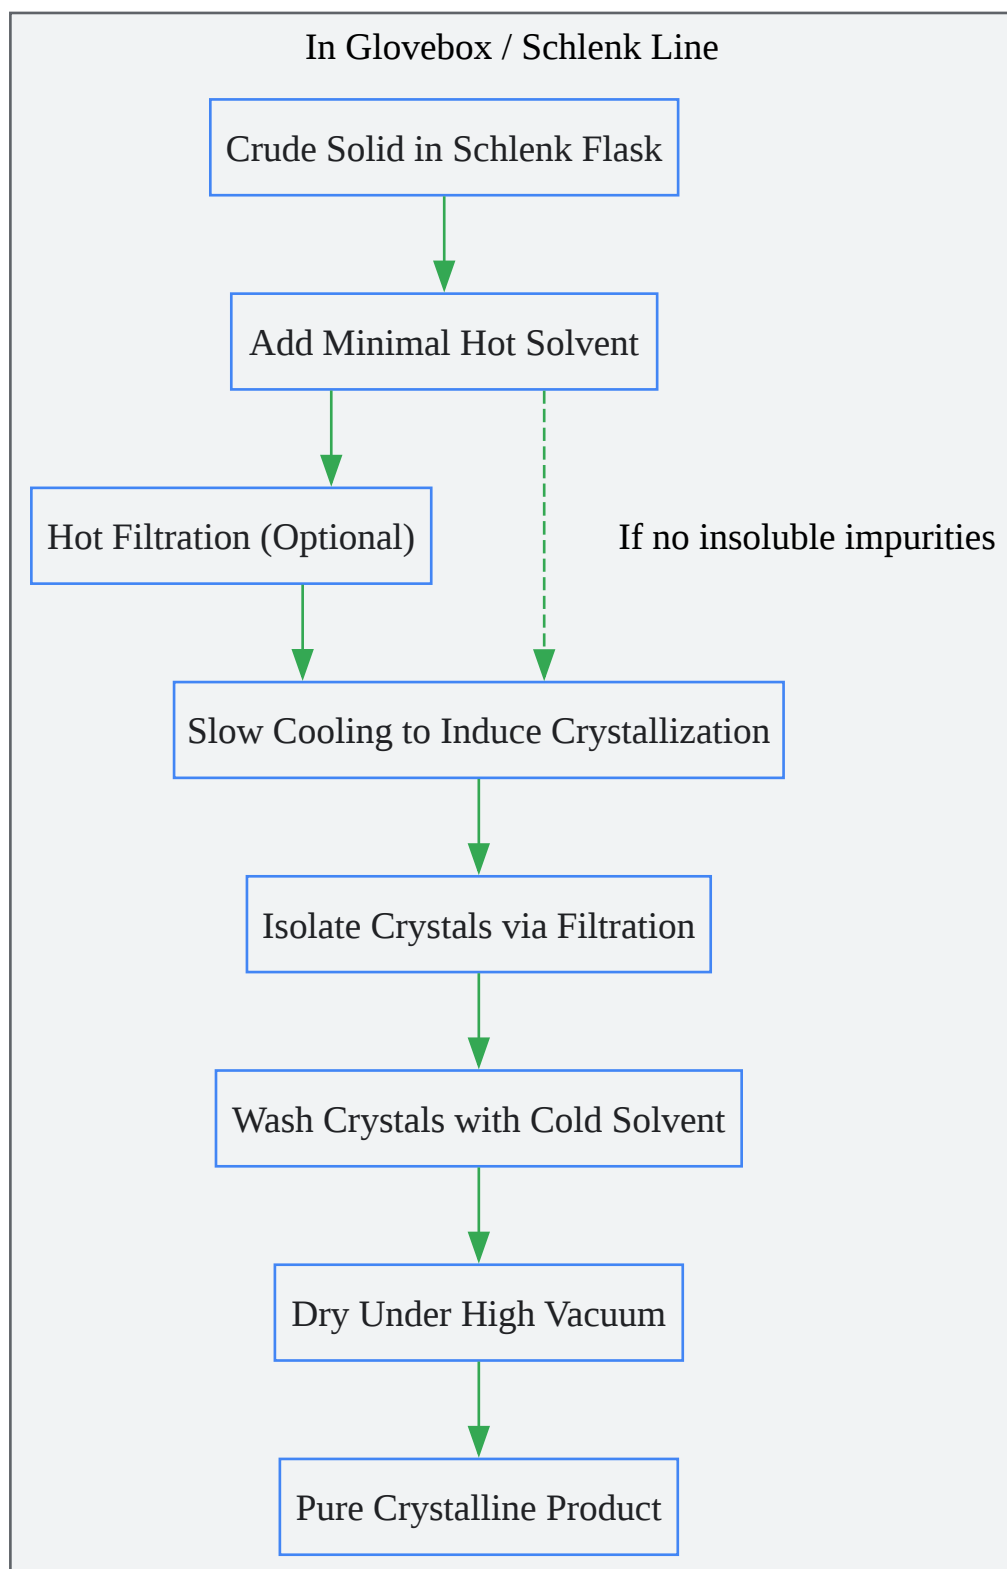 In Glovebox / Schlenk Line
Crude Solid in Schlenk Flask
Add Minimal Hot Solvent
Hot Filtration (Optional)
If no insoluble impurities
Slow Cooling to Induce Crystallization
Isolate Crystals via Filtration
Wash Crystals with Cold Solvent
Dry Under High Vacuum
Pure Crystalline Product